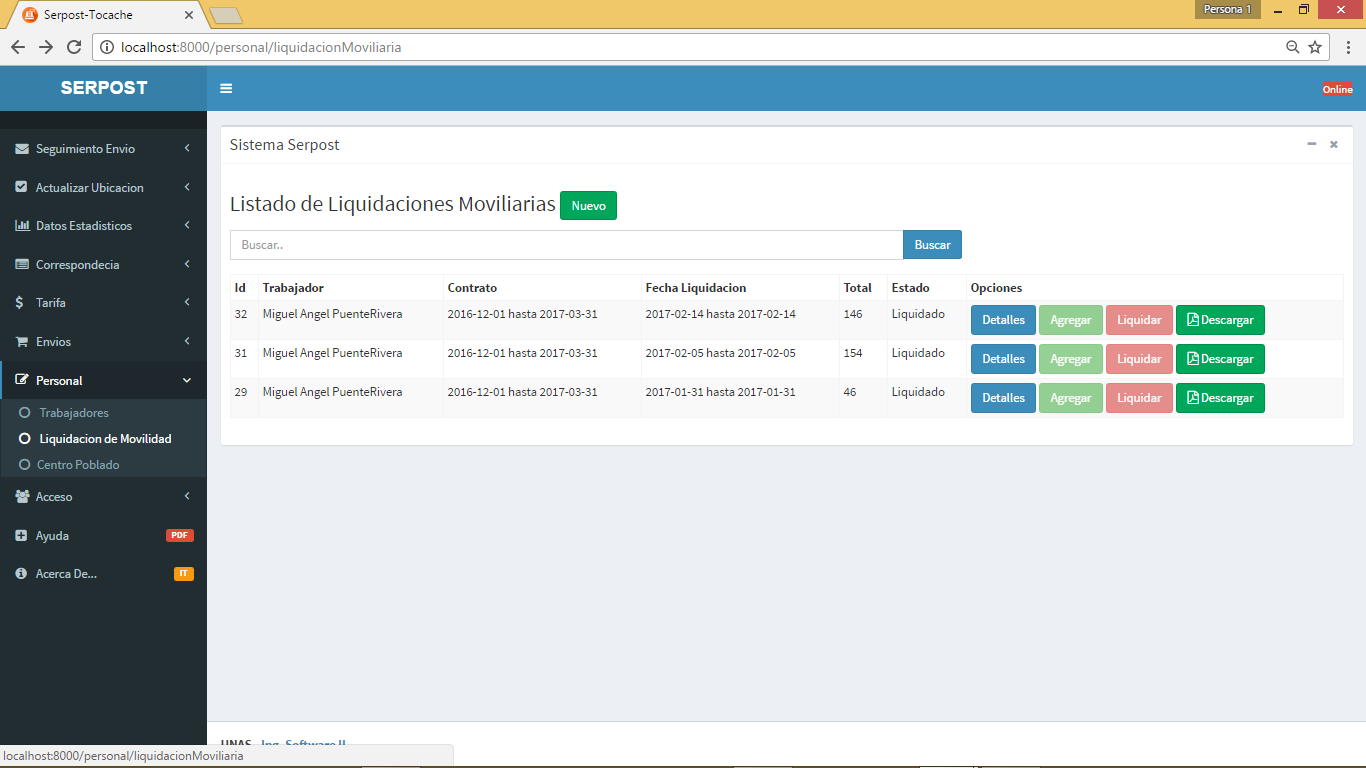 Serpost-Tocache
Persona 1
localhost:8000/personal/liquidacionMoviliaria
SERPOST
Online
Seguimiento Envio
Actualizar Ubicacion
Datos Estadisticos
Correspondecia
$ Tarifa
Envios
Personal
Trabajadores
Liquidacion de Movilidad
Centro Poblado
Acceso
Ayuda PDF
Acerca De... IT
Sistema Serpost
Listado de Liquidaciones Moviliarias Nuevo
Buscar.. Buscar
Id Trabajador Contrato Fecha Liquidacion Total Estado Opciones
32 Miguel Angel PuenteRivera 2016-12-01 hasta 2017-03-31 2017-02-14 hasta 2017-02-14 146 Liquidado Detalles Agregar Liquidar Descargar
31 Miguel Angel PuenteRivera 2016-12-01 hasta 2017-03-31 2017-02-05 hasta 2017-02-05 154 Liquidado Detalles Agregar Liquidar Descargar
29 Miguel Angel PuenteRivera 2016-12-01 hasta 2017-03-31 2017-01-31 hasta 2017-01-31 46 Liquidado Detalles Agregar Liquidar Descargar
UNAS - Ing. Software II
localhost:8000/personal/liquidacionMoviliaria